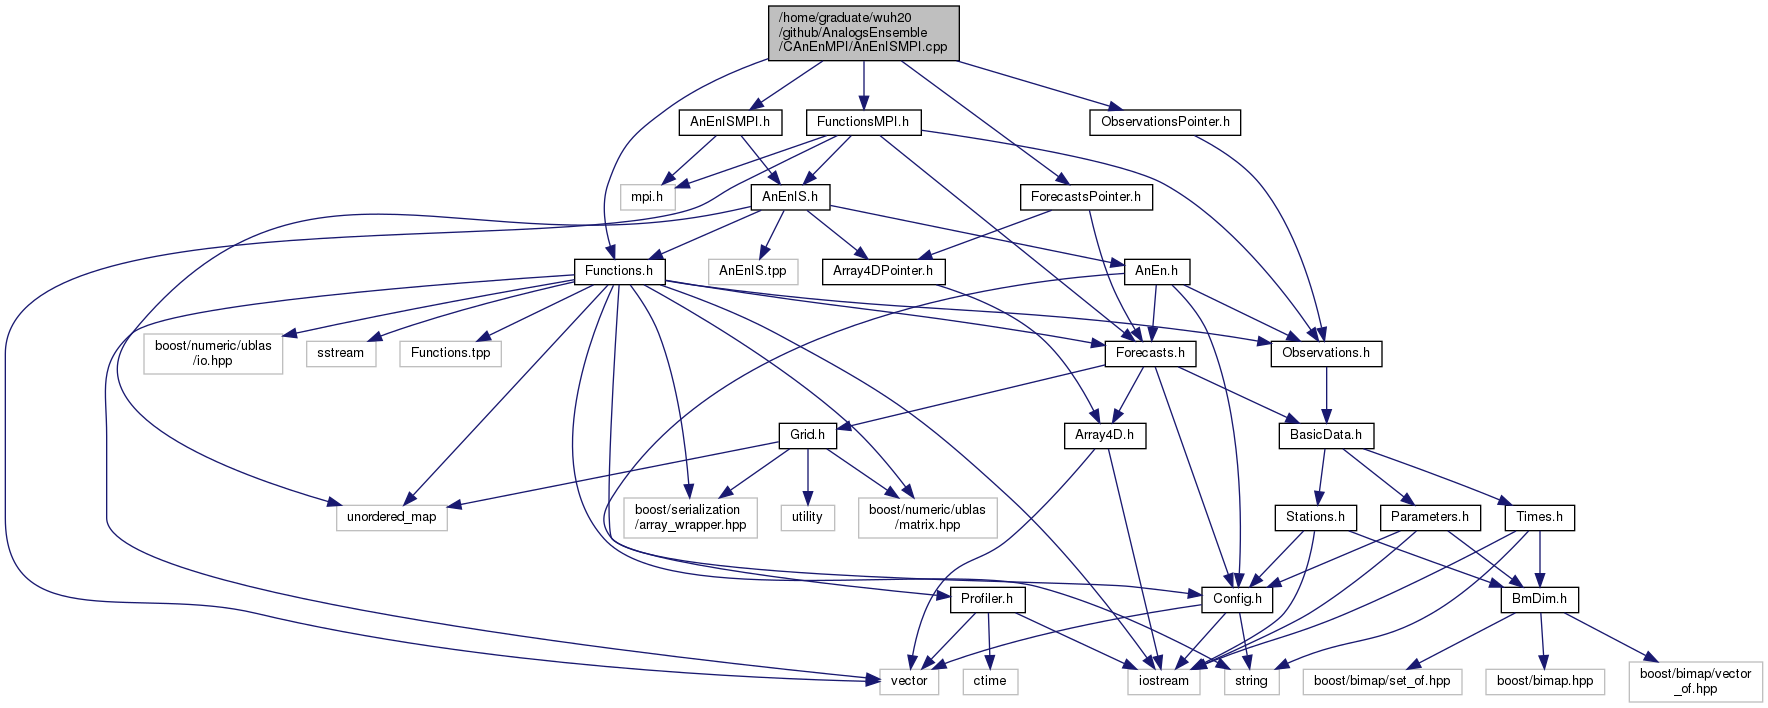 /home/graduate/wuh20
/github/AnalogsEnsemble
/CAnEnMPI/AnEnISMPI.cpp
AnEnISMPI.h
FunctionsMPI.h
ObservationsPointer.h
mpi.h
AnEnIS.h
ForecastsPointer.h
Functions.h
AnEnIS.tpp
Array4DPointer.h
AnEn.h
boost/numeric/ublas
/io.hpp
sstream
Functions.tpp
Forecasts.h
Observations.h
Grid.h
Array4D.h
BasicData.h
unordered_map
boost/serialization
/array_wrapper.hpp
utility
boost/numeric/ublas
/matrix.hpp
Stations.h
Parameters.h
Times.h
Profiler.h
Config.h
BmDim.h
vector
ctime
iostream
string
boost/bimap/set_of.hpp
boost/bimap.hpp
boost/bimap/vector
_of.hpp